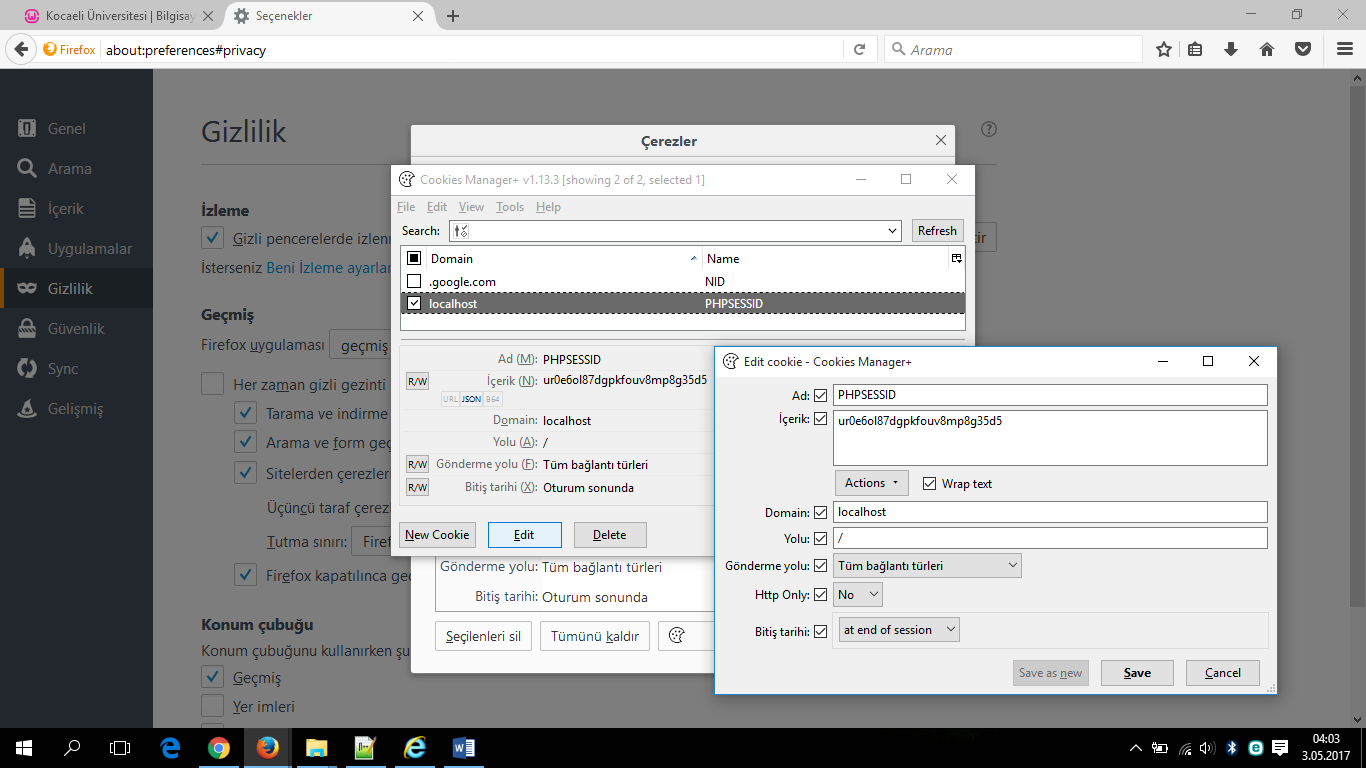 Kocaeli Üniversitesi | Bilgisay
Seçenekler
Firefox
about:preferences#privacy
Arama
Genel
Arama
İçerik
Uygulamalar
Gizlilik
Güvenlik
Sync
Gelişmiş
Gizlilik
İzleme
Gizli pencerelerde izlenm
İsterseniz Beni İzleme ayarlar
Geçmiş
Firefox uygulaması geçmiş
Her zaman gizli gezinti
Tarama ve indirme
Arama ve form geç
Sitelerden çerezleri
Üçüncü taraf çerez
Tutma sınırı: Firef
Firefox kapatılınca geç
Konum çubuğu
Konum çubuğunu kullanırken şu
Geçmiş
Yer imleri
Çerezler
Cookies Manager+ v1.13.3 [showing 2 of 2, selected 1]
File Edit View Tools Help
Search: Refresh
Domain Name
.google.com NID
localhost PHPSESSID
Ad (M): PHPSESSID
R/W İçerik (N): ur0e6ol87dgpkfouv8mp8g35d5
URL JSON B64
Domain: localhost
Yolu (A): /
R/W Gönderme yolu (F): Tüm bağlantı türleri
R/W Bitiş tarihi (X): Oturum sonunda
New Cookie Edit Delete
Gönderme yolu: Tüm bağlantı türleri
Bitiş tarihi: Oturum sonunda
Seçilenleri sil Tümünü kaldır
Edit cookie - Cookies Manager+
Ad: PHPSESSID
İçerik: ur0e6ol87dgpkfouv8mp8g35d5
Actions Wrap text
Domain: localhost
Yolu: /
Gönderme yolu: Tüm bağlantı türleri
Http Only: No
Bitiş tarihi: at end of session
Save as new Save Cancel
04:03
3.05.2017